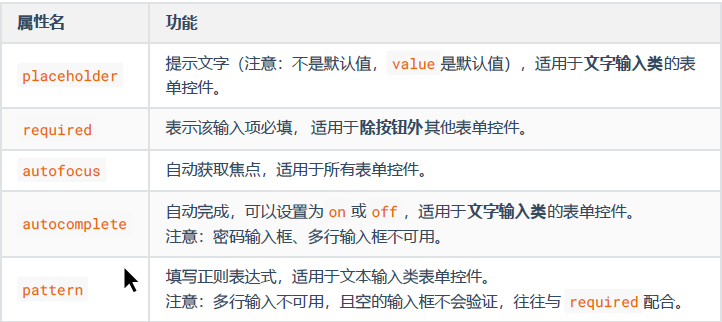 属性名 功能
placeholder 提示文字（注意：不是默认值， value 是默认值），适用于文字输入类的表
单控件。
required 表示该输入项必填， 适用于除按钮外其他表单控件。
autofocus 自动获取焦点，适用于所有表单控件。
autocomplete 自动完成，可以设置为 on 或 off ，适用于文字输入类的表单控件。
注意：密码输入框、多行输入框不可用。
pattern 填写正则表达式，适用于文本输入类表单控件。
注意：多行输入不可用，且空的输入框不会验证，往往与 required 配合。